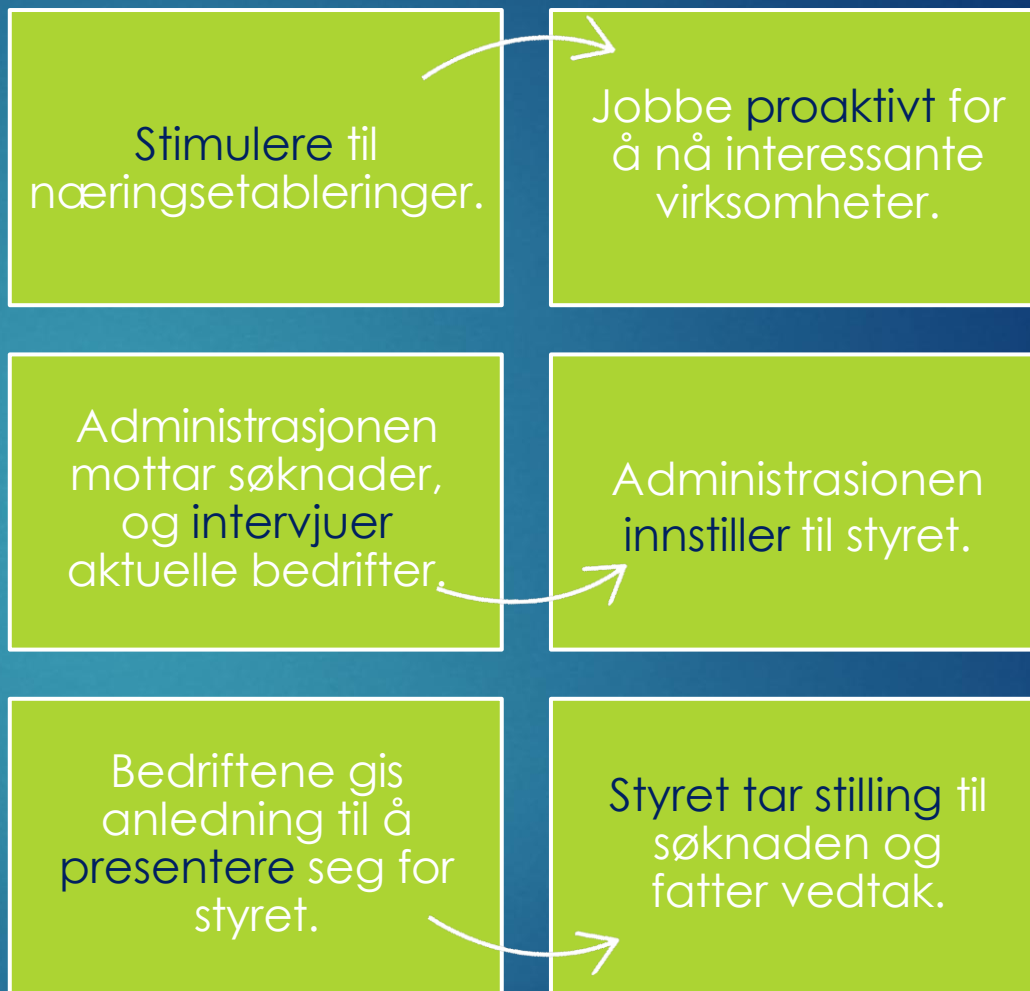 Stimulere til
næringsetableringer.
Jobbe proaktivt for
å nå interessante
virksomheter.
Administrasjonen
mottar søknader,
og intervjuer
aktuelle bedrifter.
Administrasionen
innstiller til styret.
Bedriftene gis
anledning til å
presentere seg for
styret.
Styret tar stilling til
søknaden og
fatter vedtak.